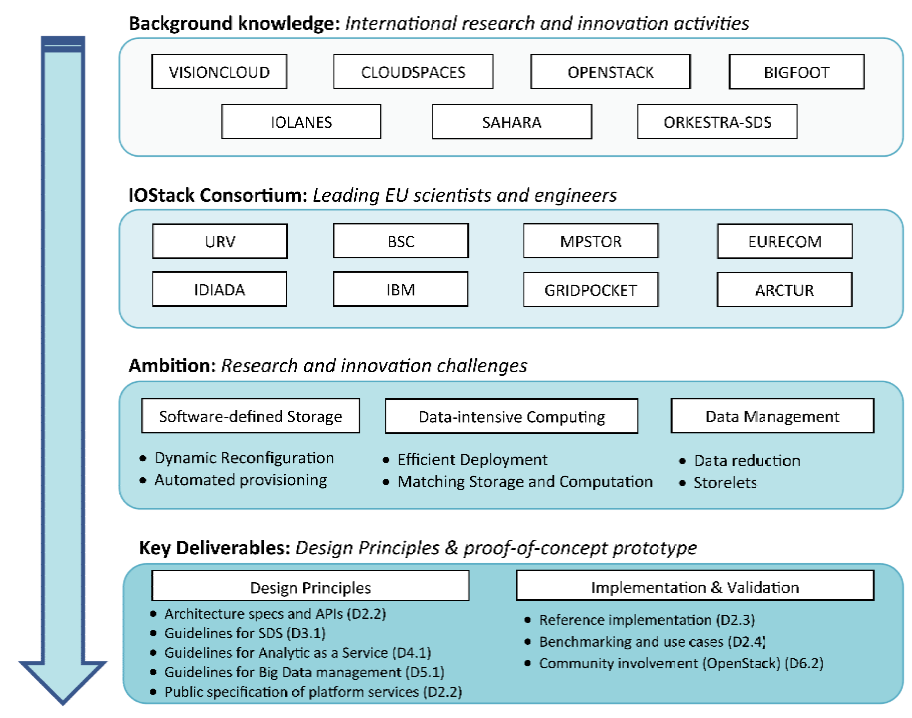 Background knowledge: International research and innovation activities
VISIONCLOUD
CLOUDSPACES
OPENSTACK
BIGFOOT
IOLANES
SAHARA
ORKESTRA-SDS
IOStack Consortium: Leading EU scientists and engineers
URV
BSC
MPSTOR
EURECOM
IDIADA
IBM
GRIDPOCKET
ARCTUR
Ambition: Research and innovation challenges
Software-defined Storage
• Dynamic Reconfiguration
• Automated provisioning
Data-intensive Computing
• Efficient Deployment
• Matching Storage and Computation
Data Management
• Data reduction
• Storelets
Key Deliverables: Design Principles & proof-of-concept prototype
Design Principles
• Architecture specs and APIs (D2.2)
• Guidelines for SDS (D3.1)
• Guidelines for Analytic as a Service (D4.1)
• Guidelines for Big Data management (D5.1)
• Public specification of platform services (D2.2)
Implementation & Validation
• Reference implementation (D2.3)
• Benchmarking and use cases (D2.4)
• Community involvement (OpenStack) (D6.2)